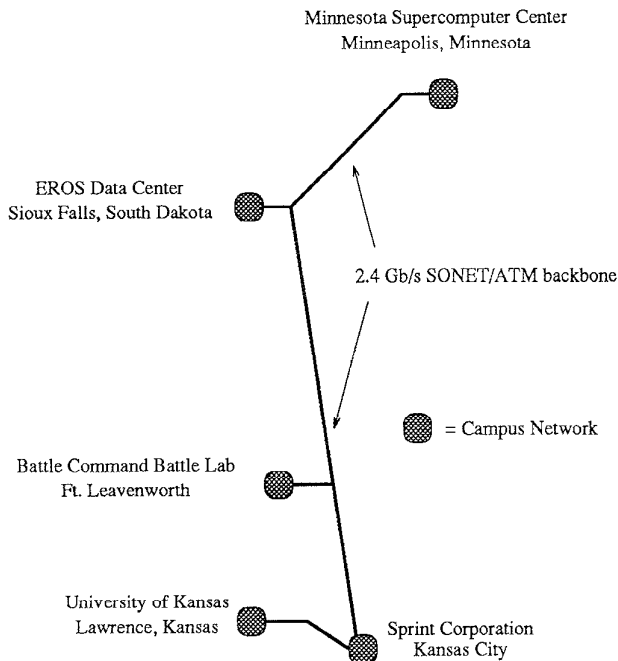 Minnesota Supercomputer Center
Minneapolis, Minnesota
EROS Data Center
Sioux Falls, South Dakota
2.4 Gb/s SONET/ATM backbone
= Campus Network
Battle Command Battle Lab
Ft. Leavenworth
University of Kansas
Lawrence, Kansas
Sprint Corporation
Kansas City